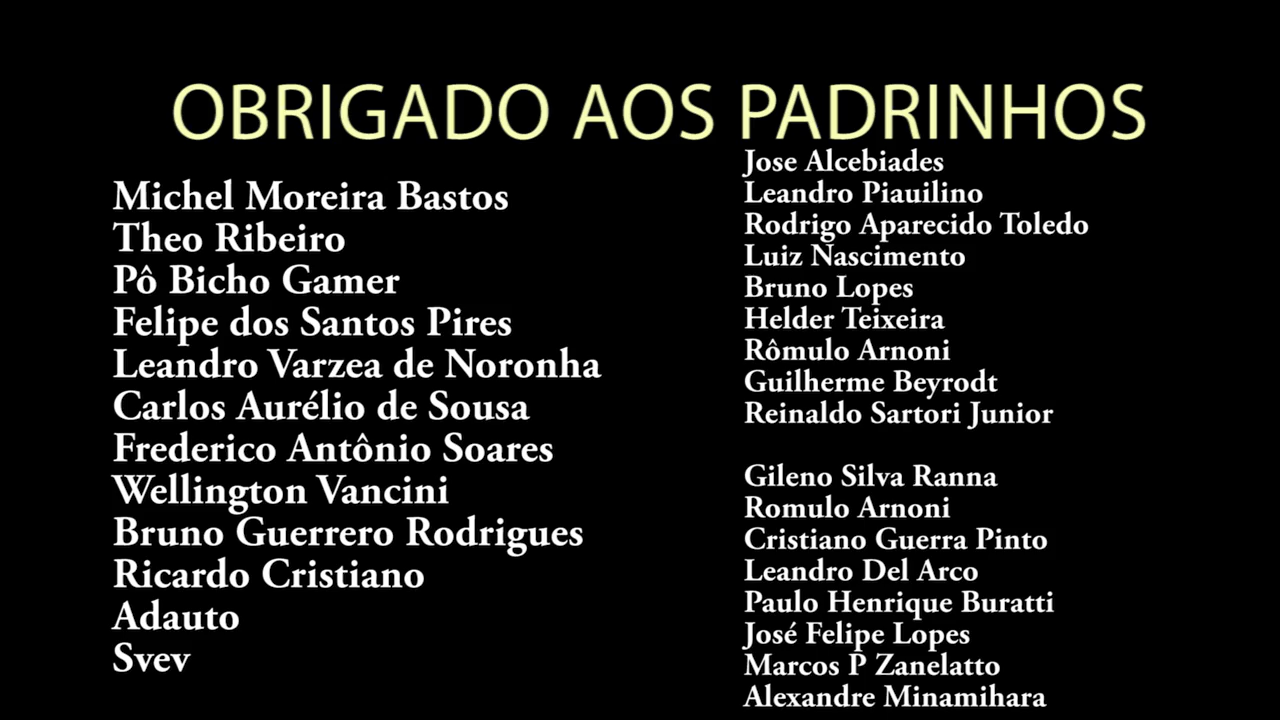 OBRIGADO AOS PADRINHOS
Michel Moreira Bastos
Theo Ribeiro
Pô Bicho Gamer
Felipe dos Santos Pires
Leandro Varzea de Noronha
Carlos Aurélio de Sousa
Frederico Antônio Soares
Wellington Vancini
Bruno Guerrero Rodrigues
Ricardo Cristiano
Adauto
Svev
Jose Alcebiades
Leandro Piauilino
Rodrigo Aparecido Toledo
Luiz Nascimento
Bruno Lopes
Helder Teixeira
Rômulo Arnoni
Guilherme Beyrodt
Reinaldo Sartori Junior
Gileno Silva Ranna
Romulo Arnoni
Cristiano Guerra Pinto
Leandro Del Arco
Paulo Henrique Buratti
José Felipe Lopes
Marcos P Zanelatto
Alexandre Minamihara